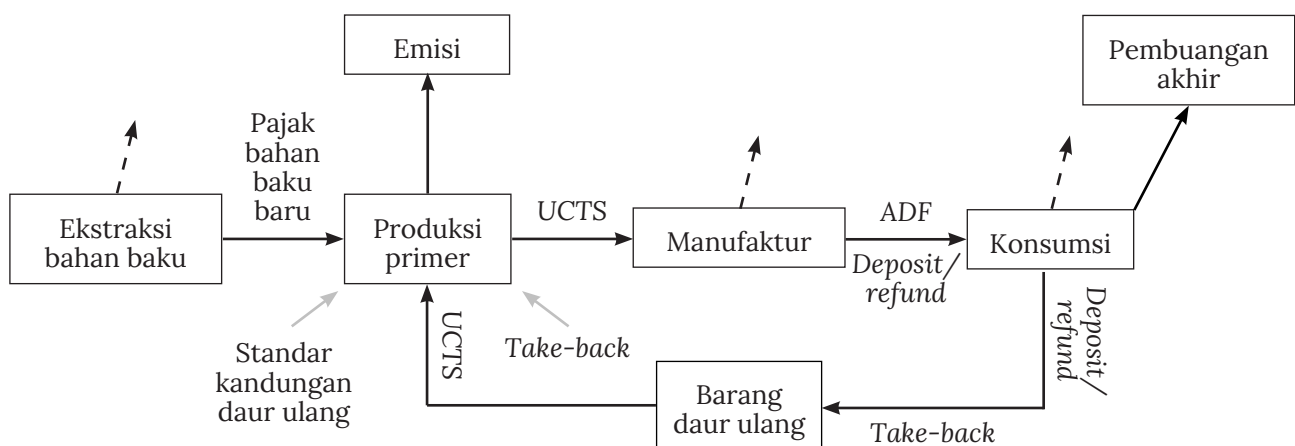 Emisi
Pembuangan
akhir
Pajak
bahan
baku
baru
Ekstraksi
bahan baku
Produksi
primer
UCTS
Manufaktur
ADF
Deposit/
refund
Konsumsi
Deposit/
refund
UCTS
Standar
kandungan
daur ulang
Take-back
Barang
daur ulang
Take-back